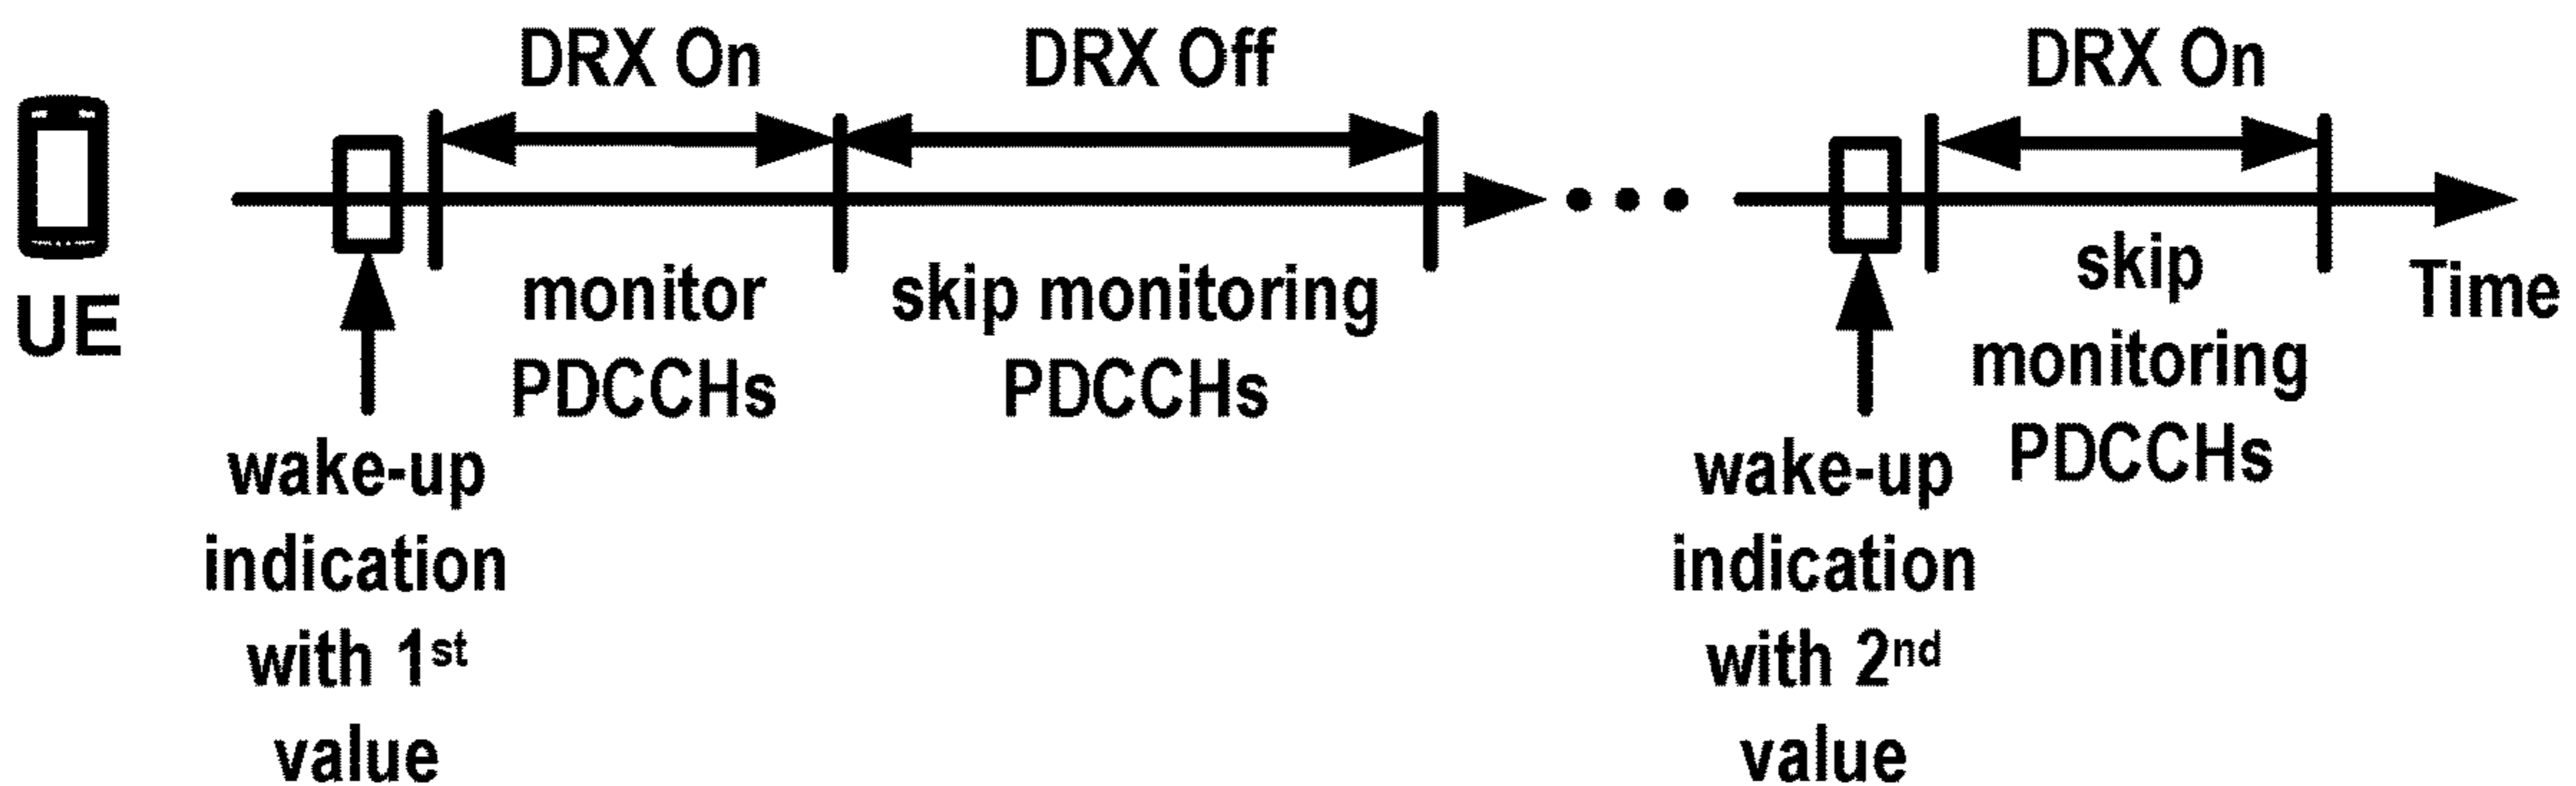 DRX On
DRX Off
DRX On
UE
monitor
PDCCHs
skip monitoring
PDCCHs
skip
monitoring
PDCCHs
Time
wake-up
indication
with 1st
value
wake-up
indication
with 2nd
value